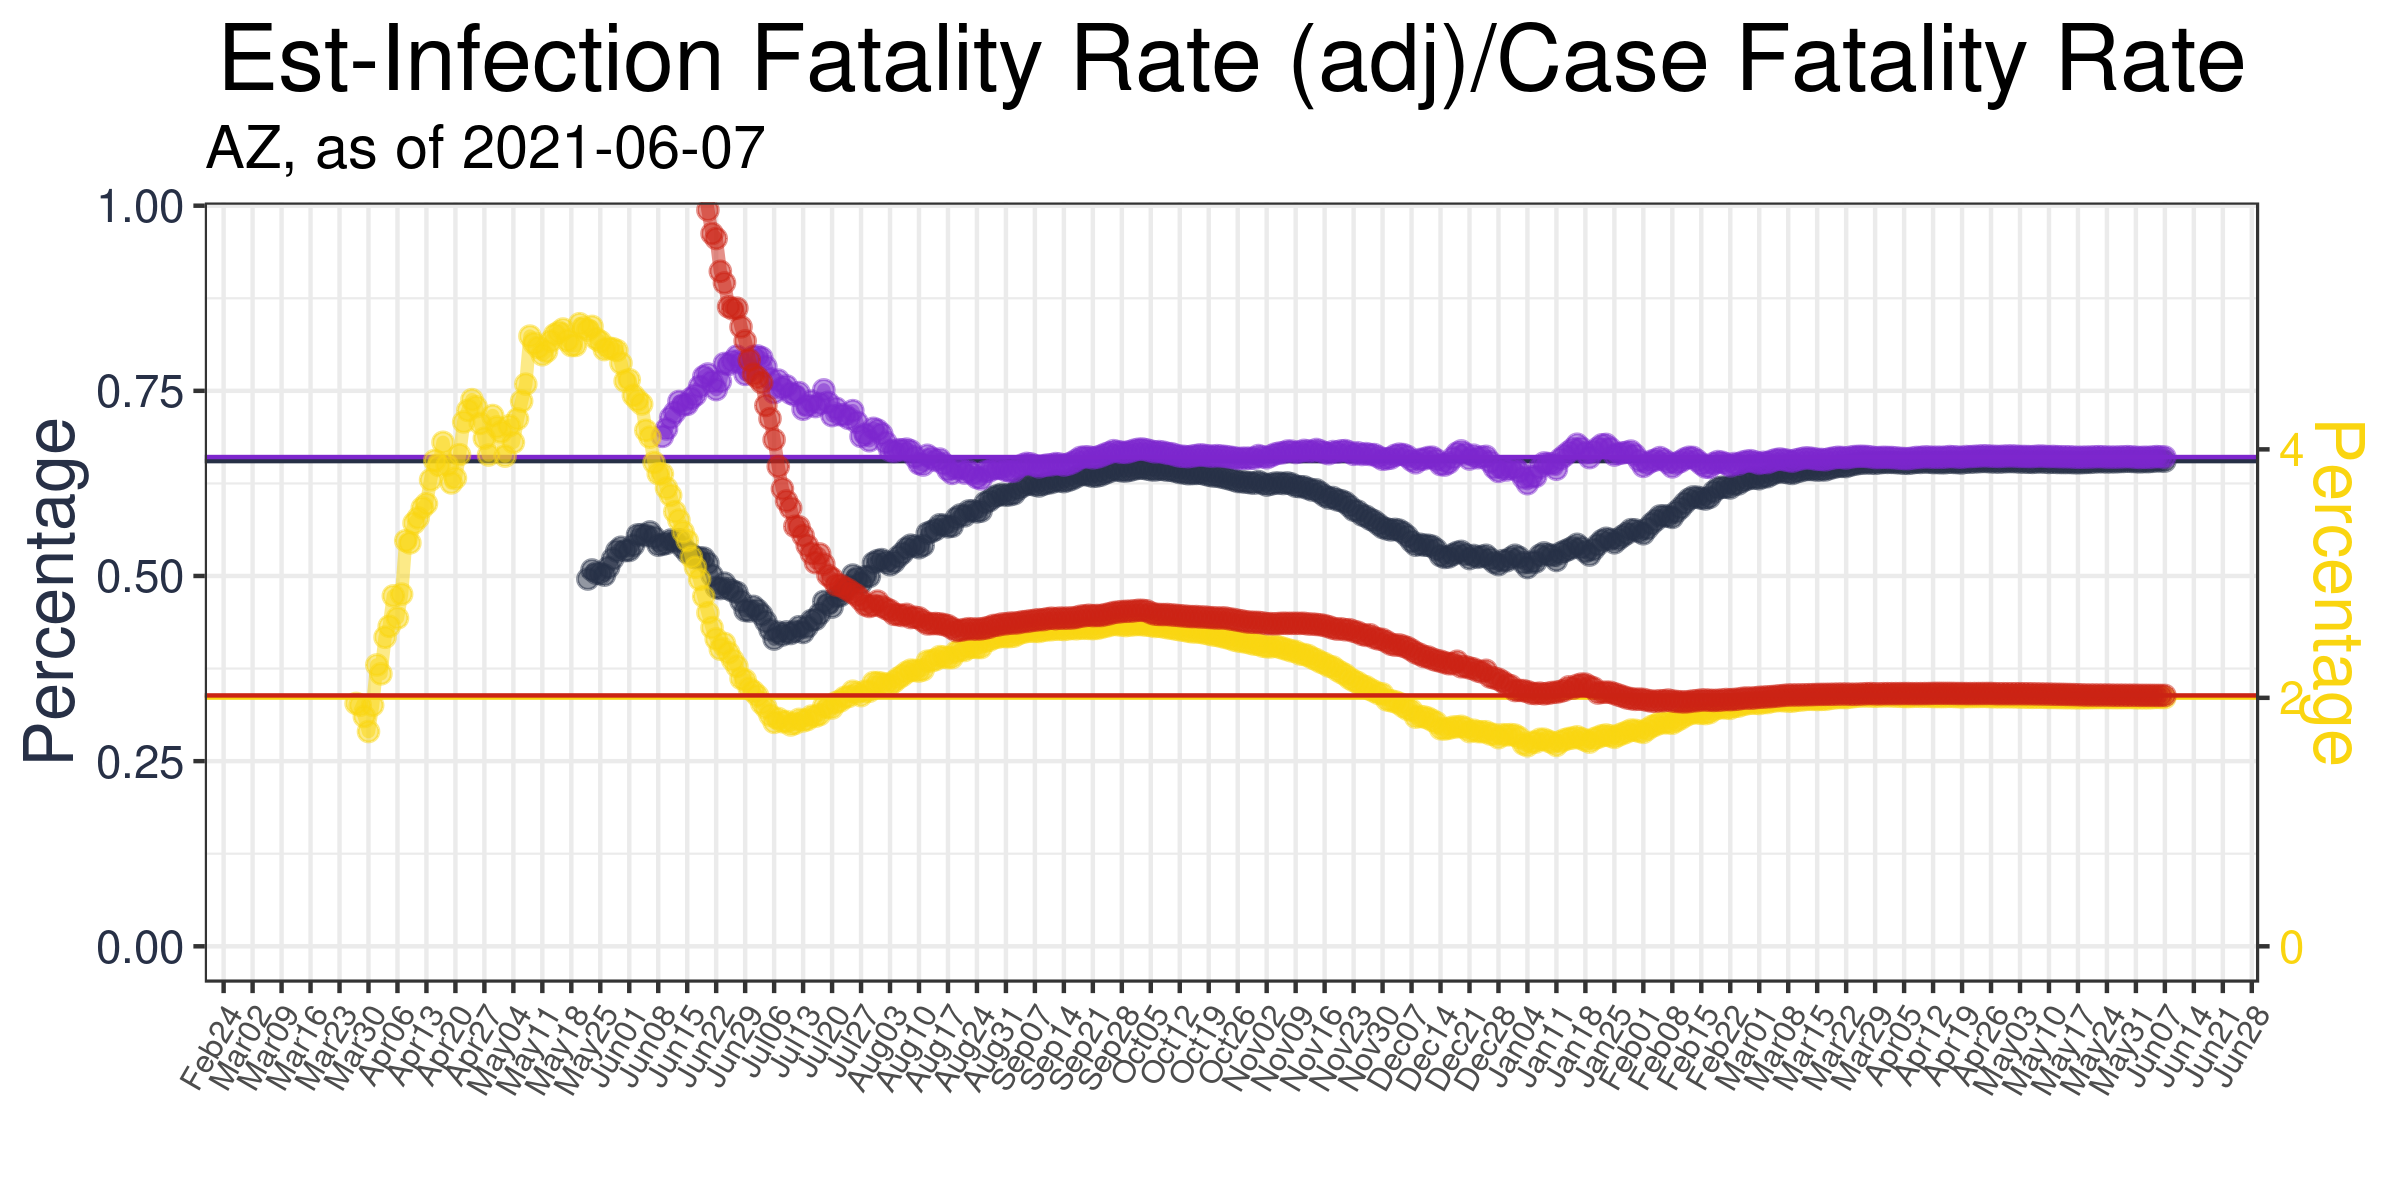 Est-Infection Fatality Rate (adj)/Case Fatality Rate
AZ, as of 2021-06-07
1.00
0.75
0.50
0.25
0.00
Percentage
4
2
0
Percentage
Feb24
Mar02
Mar09
Mar16
Mar23
Mar30
Apr06
Apr13
Apr20
Apr27
May04
May11
May18
May25
Jun01
Jun08
Jun15
Jun22
Jun29
Jul06
Jul13
Jul20
Jul27
Aug03
Aug10
Aug17
Aug24
Aug31
Sep07
Sep14
Sep21
Sep28
Oct05
Oct12
Oct19
Oct26
Nov02
Nov09
Nov16
Nov23
Nov30
Dec07
Dec14
Dec21
Dec28
Jan04
Jan11
Jan18
Jan25
Feb01
Feb08
Feb15
Feb22
Mar01
Mar08
Mar15
Mar22
Mar29
Apr05
Apr12
Apr19
Apr26
May03
May10
May17
May24
May31
Jun07
Jun14
Jun21
Jun28